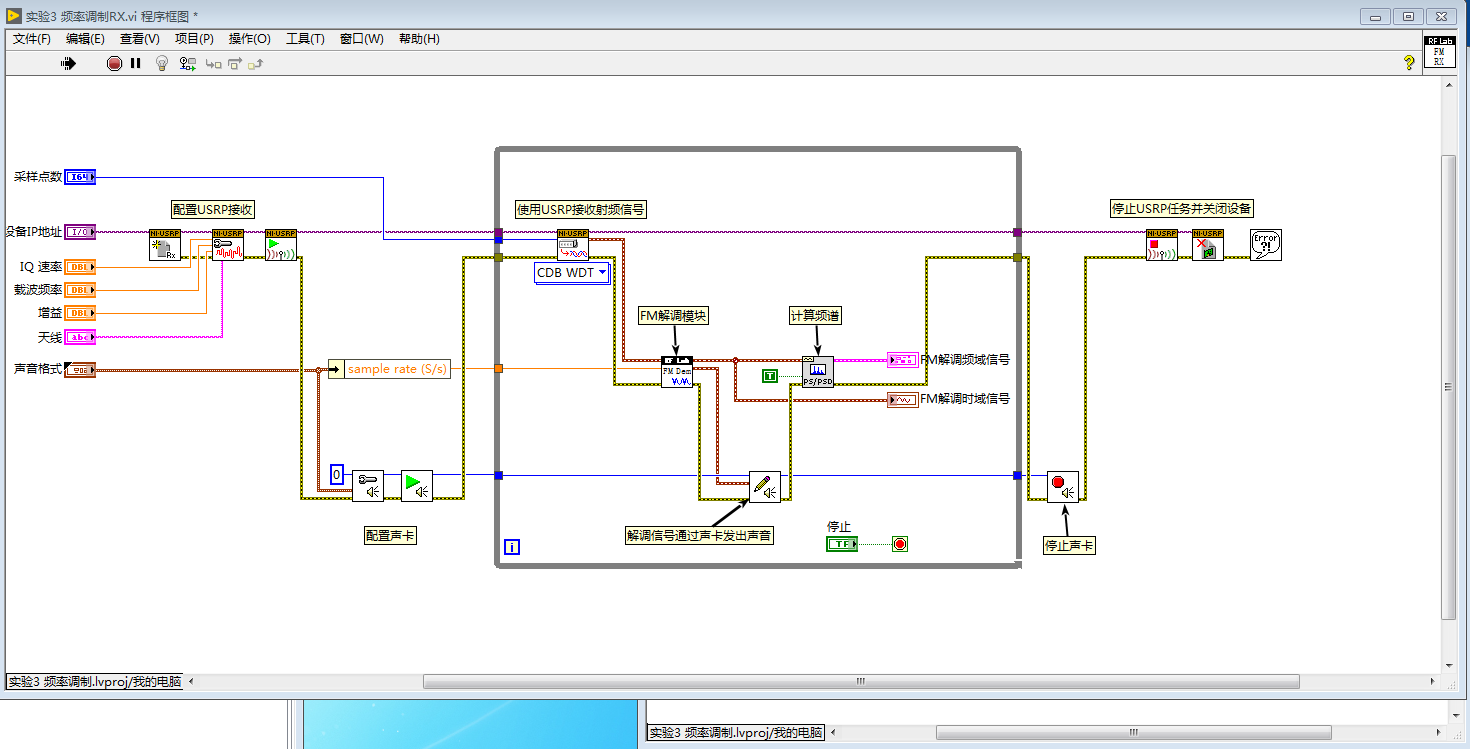 实验3 频率调制RX.vi 程序框图 *
文件(F) 编辑(E) 查看(V) 项目(P) 操作(O) 工具(T) 窗口(W) 帮助(H)
RF Lab
FM
RX
采样点数 I64
配置USRP接收
使用USRP接收射频信号
停止USRP任务并关闭设备
设备IP地址 I/O
NI-USRP
Rx
NI-USRP
NI-USRP
NI-USRP
NI-USRP
NI-USRP
Error
?!
IQ 速率 DBL
CDB WDT
载波频率 DBL
增益 DBL
FM解调模块
计算频谱
天线 abc
声音格式
sample rate (S/s)
FM Dem
T
PS/PSD
FM解调频域信号
FM解调时域信号
0
配置声卡
解调信号通过声卡发出声音
停止
TF
停止声卡
i
实验3 频率调制.lvproj/我的电脑
实验3 频率调制.lvproj/我的电脑